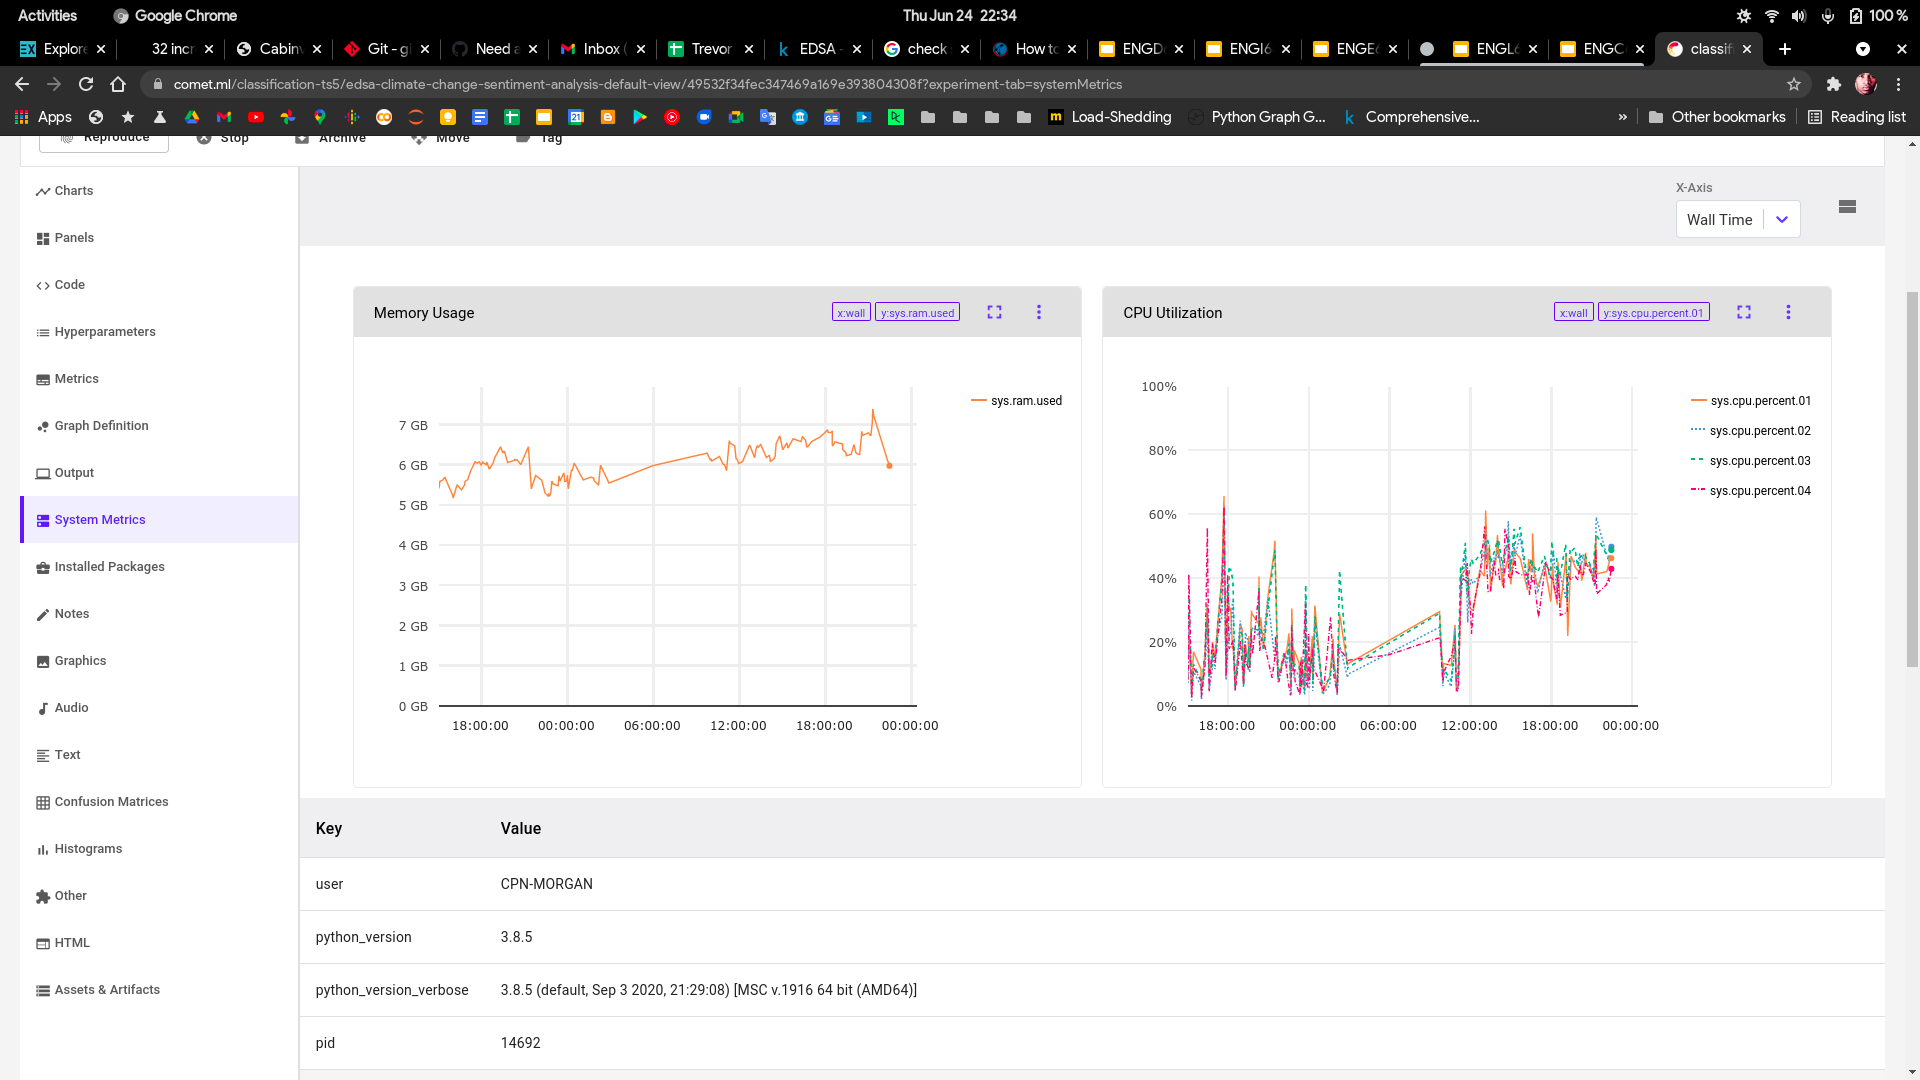 Activities
Google Chrome
Thu Jun 24 22:34
100 %
Explore
32 inc
Cabin
Git - g
Need a
Inbox (
Trevor
EDSA -
check
How to
ENGD
ENGI6
ENGE
ENGL
ENGC
classif
comet.ml/classification-ts5/edsa-climate-change-sentiment-analysis-default-view/49532f34fec347469a169e393804308f?experiment-tab=systemMetrics
Apps
Load-Shedding
Python Graph G...
Comprehensive...
»
Other bookmarks
Reading list
Reproduce
Stop
Archive
Move
Tag
Charts
Panels
Code
Hyperparameters
Metrics
Graph Definition
Output
System Metrics
Installed Packages
Notes
Graphics
Audio
Text
Confusion Matrices
Histograms
Other
HTML
Assets & Artifacts
X-Axis
Wall Time
Memory Usage
x:wall
y:sys.ram.used
7 GB
6 GB
5 GB
4 GB
3 GB
2 GB
1 GB
0 GB
18:00:00
00:00:00
06:00:00
12:00:00
18:00:00
00:00:00
sys.ram.used
CPU Utilization
x:wall
y:sys.cpu.percent.01
100%
80%
60%
40%
20%
0%
18:00:00
00:00:00
06:00:00
12:00:00
18:00:00
00:00:00
sys.cpu.percent.01
sys.cpu.percent.02
sys.cpu.percent.03
sys.cpu.percent.04
Key Value
user CPN-MORGAN
python_version 3.8.5
python_version_verbose 3.8.5 (default, Sep 3 2020, 21:29:08) [MSC v.1916 64 bit (AMD64)]
pid 14692